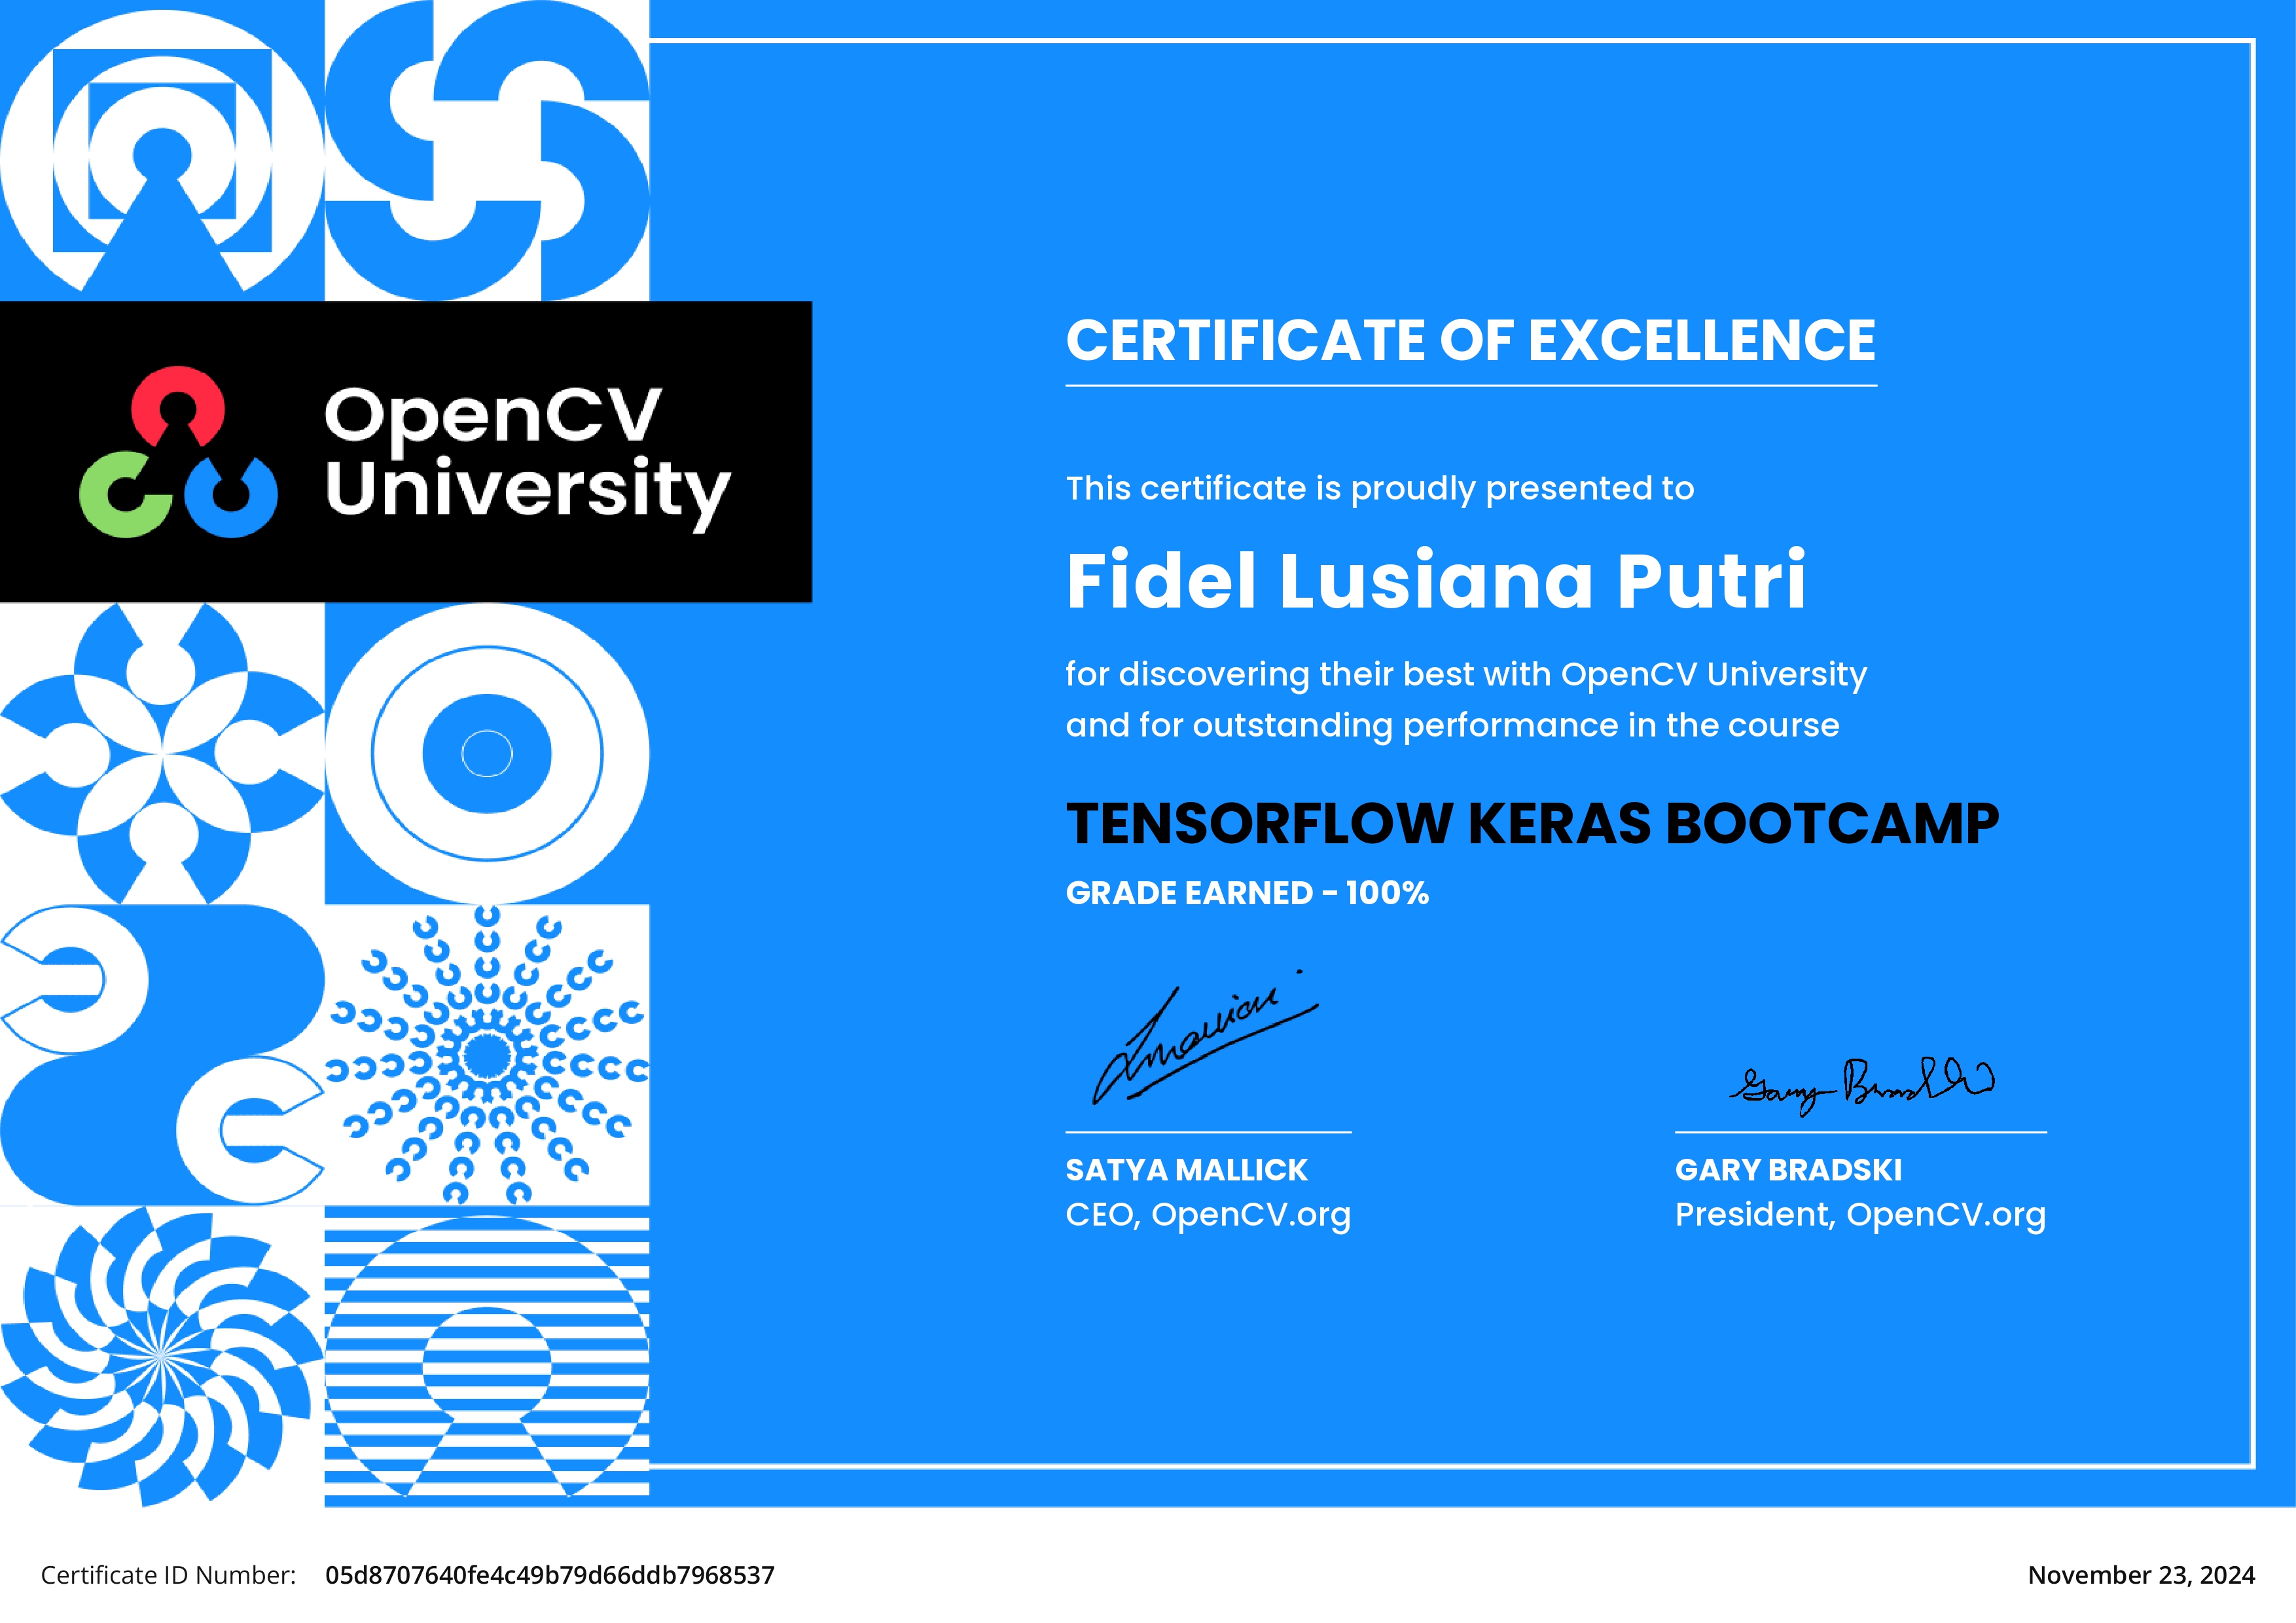 OpenCV
University
CERTIFICATE OF EXCELLENCE
This certificate is proudly presented to
Fidel Lusiana Putri
for discovering their best with OpenCV University
and for outstanding performance in the course
TENSORFLOW KERAS BOOTCAMP
GRADE EARNED - 100%
SATYA MALLICK
CEO, OpenCV.org
GARY BRADSKI
President, OpenCV.org
Certificate ID Number: 05d8707640fe4c49b79d66ddb7968537
November 23, 2024